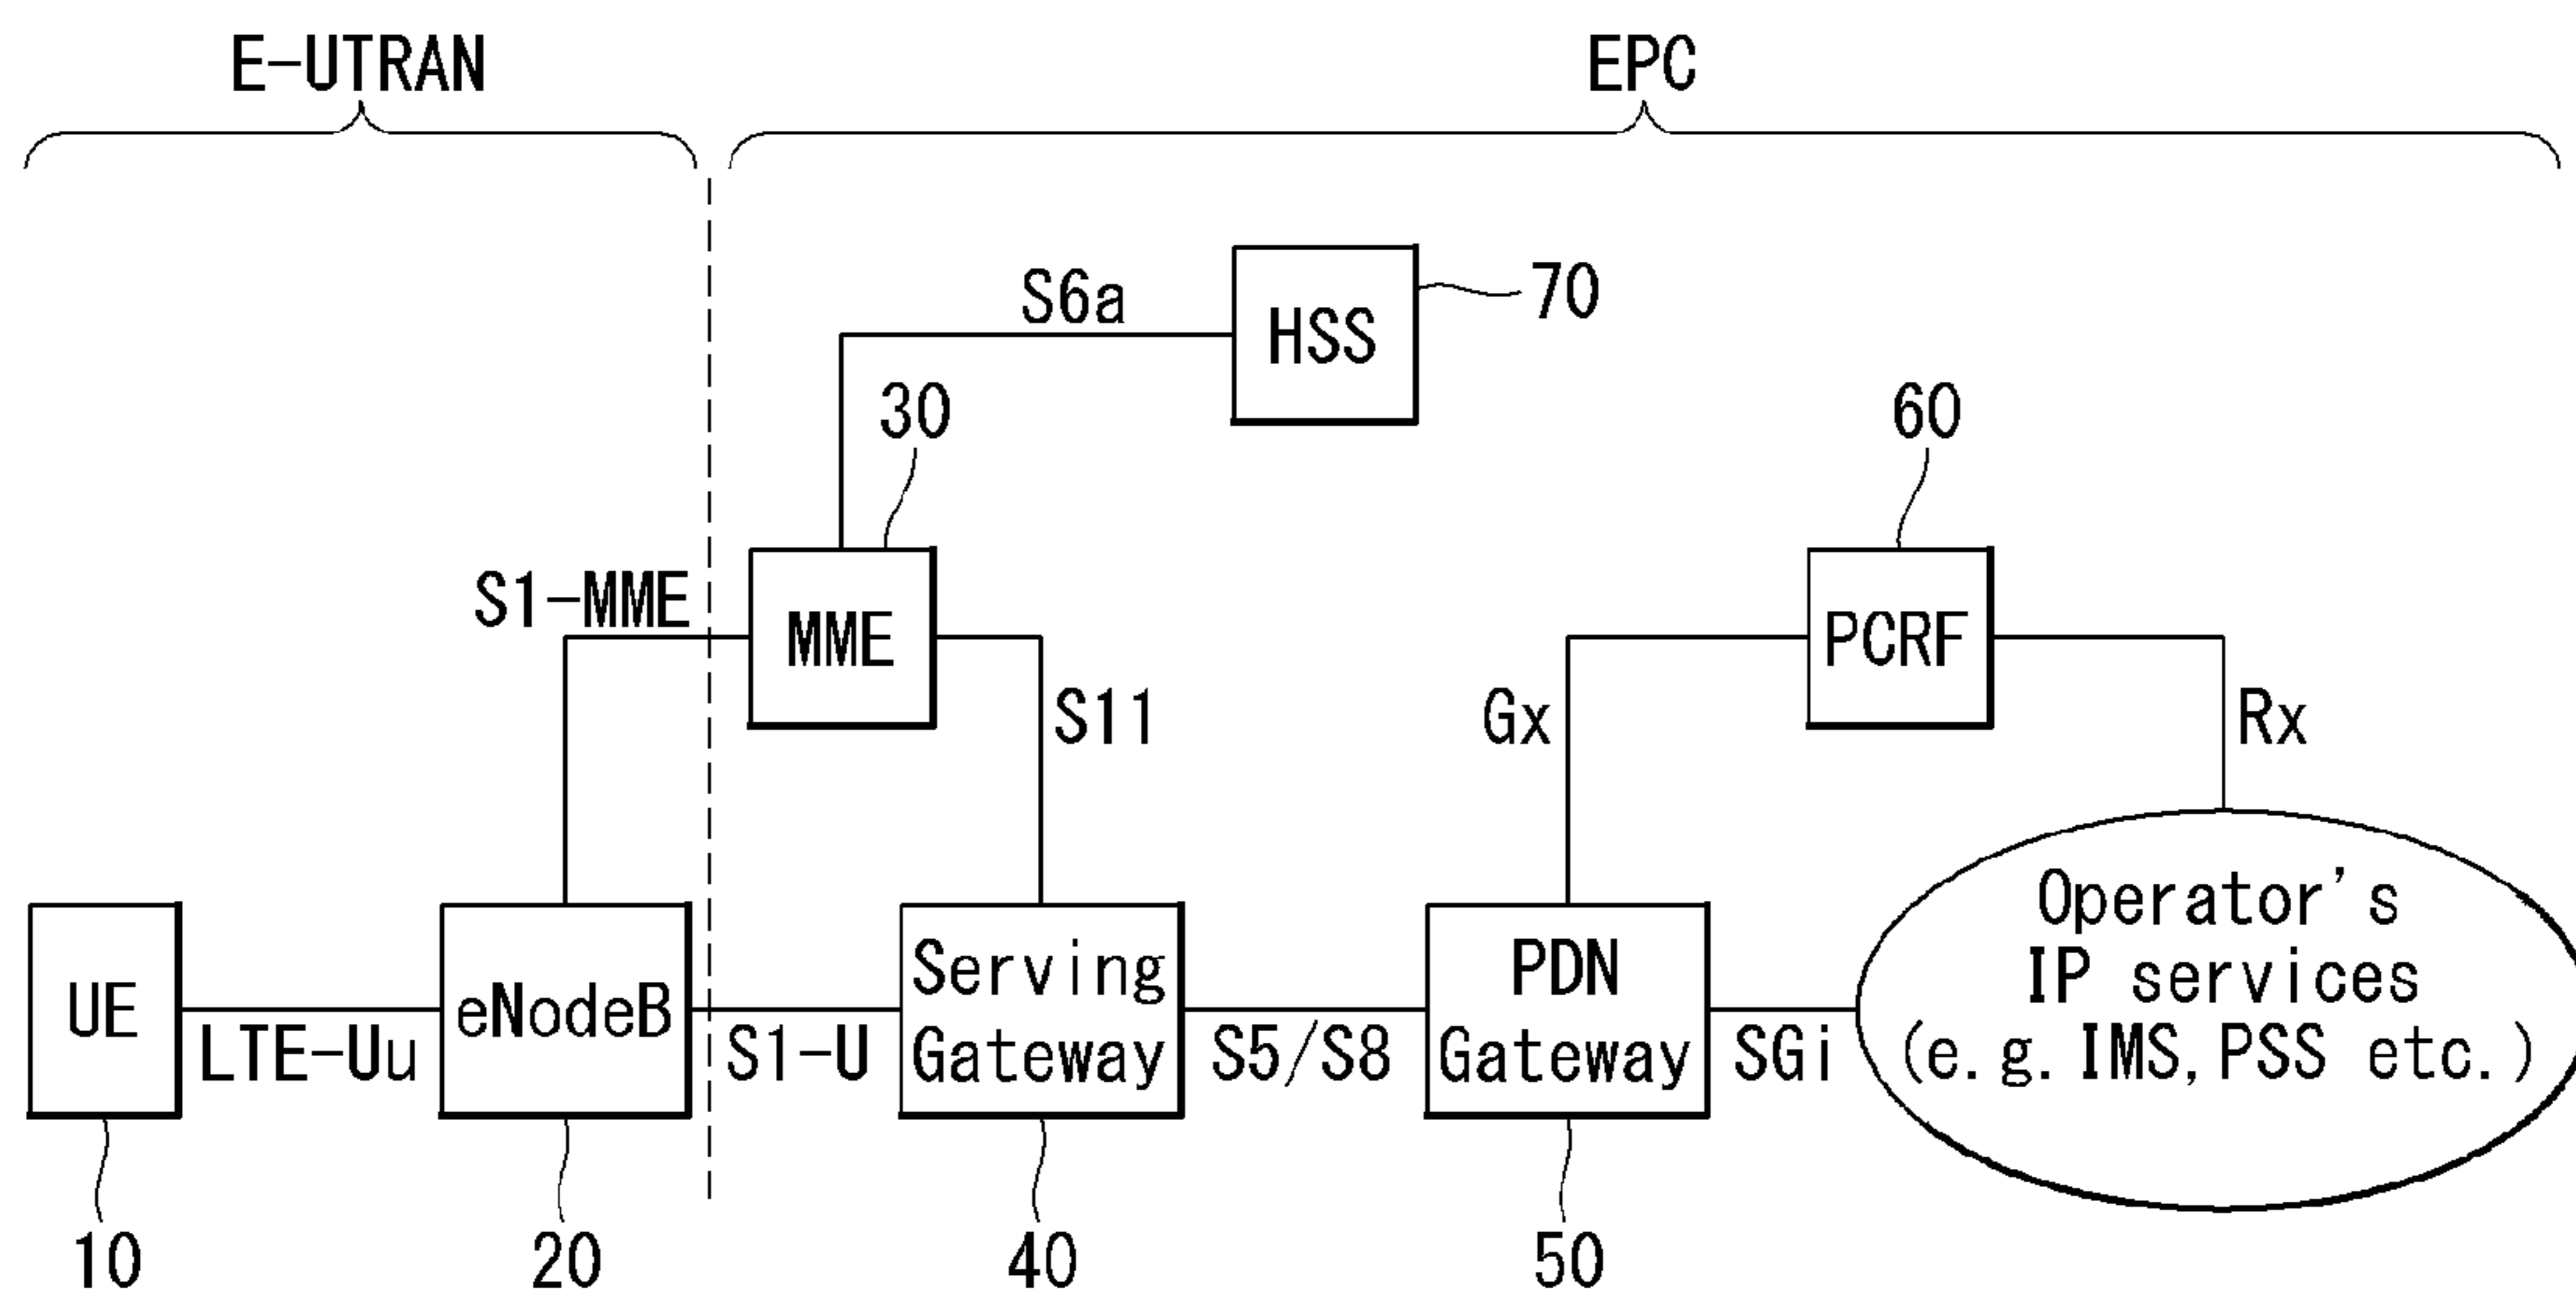 E-UTRAN
EPC
S6a
HSS
70
30
60
S1-MME
MME
PCRF
S11
Gx
Rx
UE
LTE-Uu
eNodeB
S1-U
Serving
Gateway
S5/S8
PDN
Gateway
SGi
Operator's
IP services
(e.g. IMS, PSS etc.)
10
20
40
50